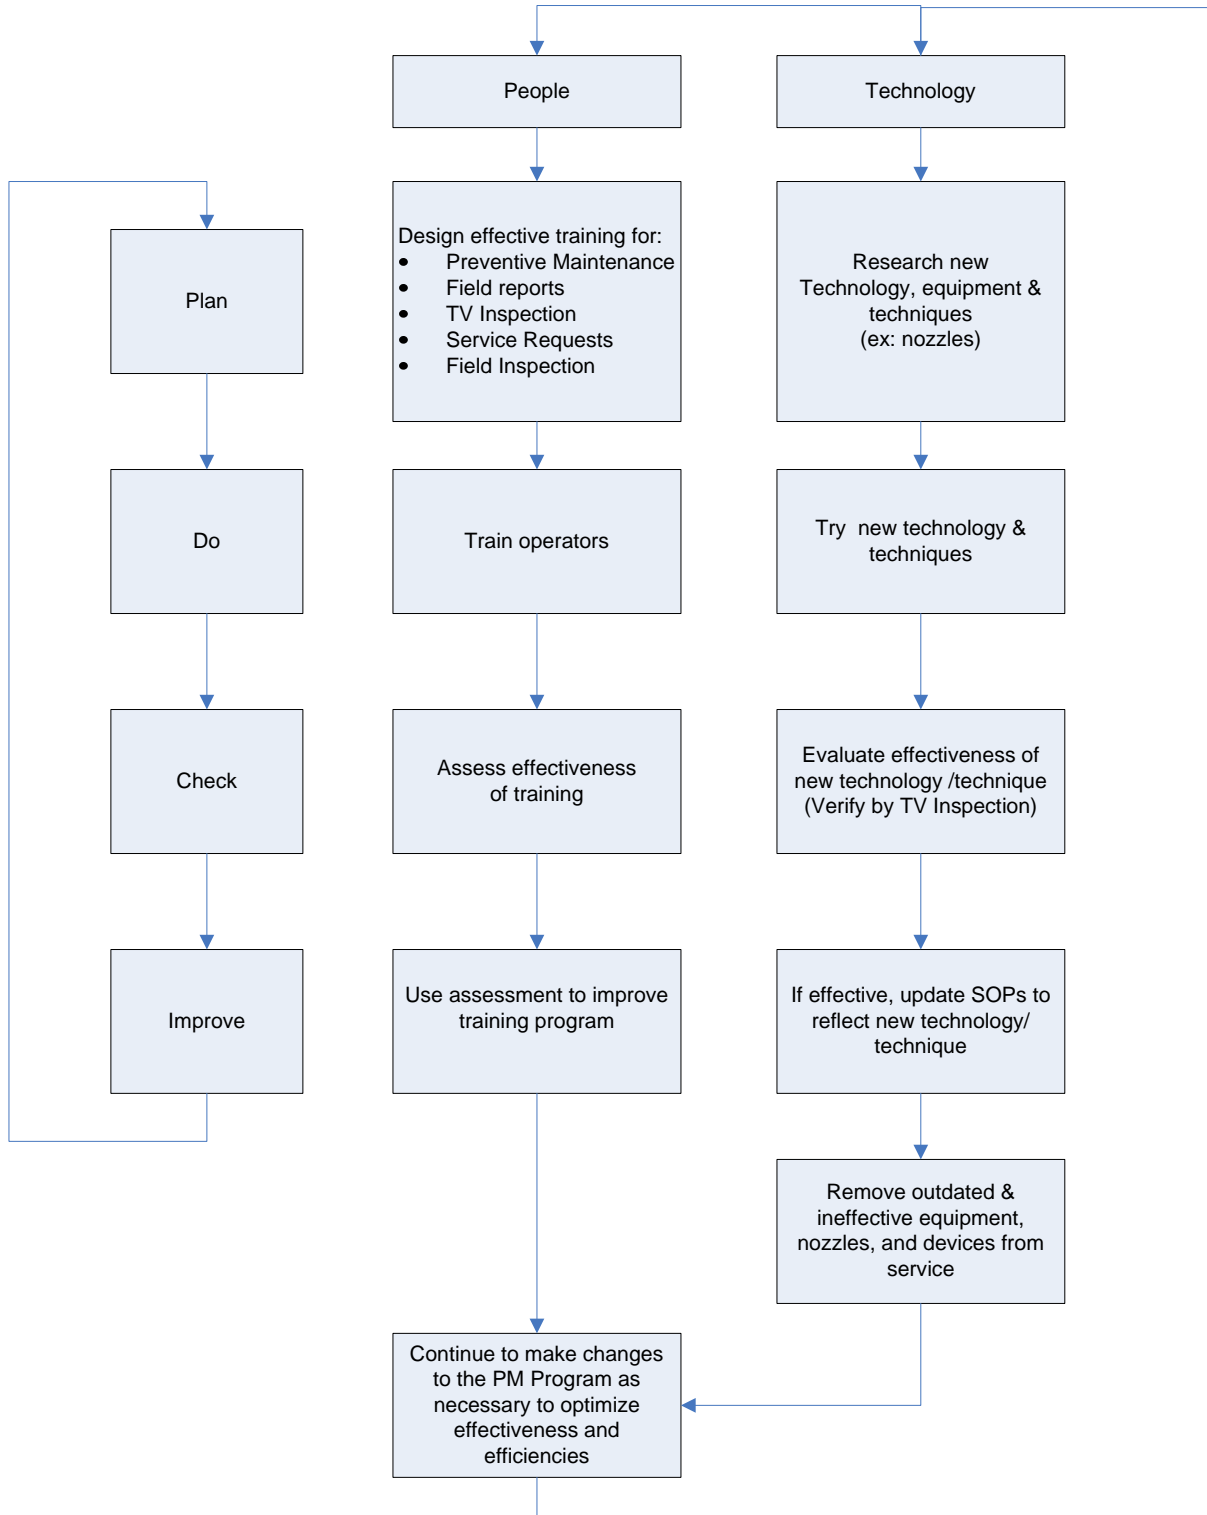 People
Technology
Plan
Design effective training for:
• Preventive Maintenance
• Field reports
• TV Inspection
• Service Requests
• Field Inspection
Research new
Technology, equipment &
techniques
(ex: nozzles)
Do
Train operators
Try  new technology &
techniques
Check
Assess effectiveness
of training
Evaluate effectiveness of
new technology /technique
(Verify by TV Inspection)
Improve
Use assessment to improve
training program
If effective, update SOPs to
reflect new technology/
technique
Remove outdated &
ineffective equipment,
nozzles, and devices from
service
Continue to make changes
to the PM Program as
necessary to optimize
effectiveness and
efficiencies